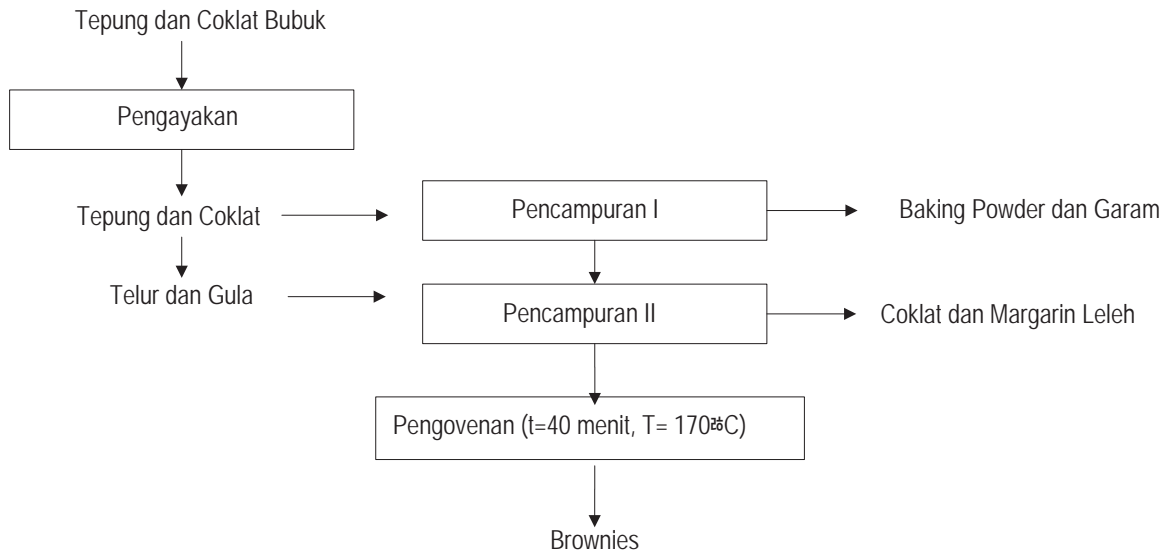 Tepung dan Coklat Bubuk
Pengayakan
Tepung dan Coklat
Pencampuran I
Baking Powder dan Garam
Telur dan Gula
Pencampuran II
Coklat dan Margarin Leleh
Pengovenan (t=40 menit, T= 170 C)
Brownies